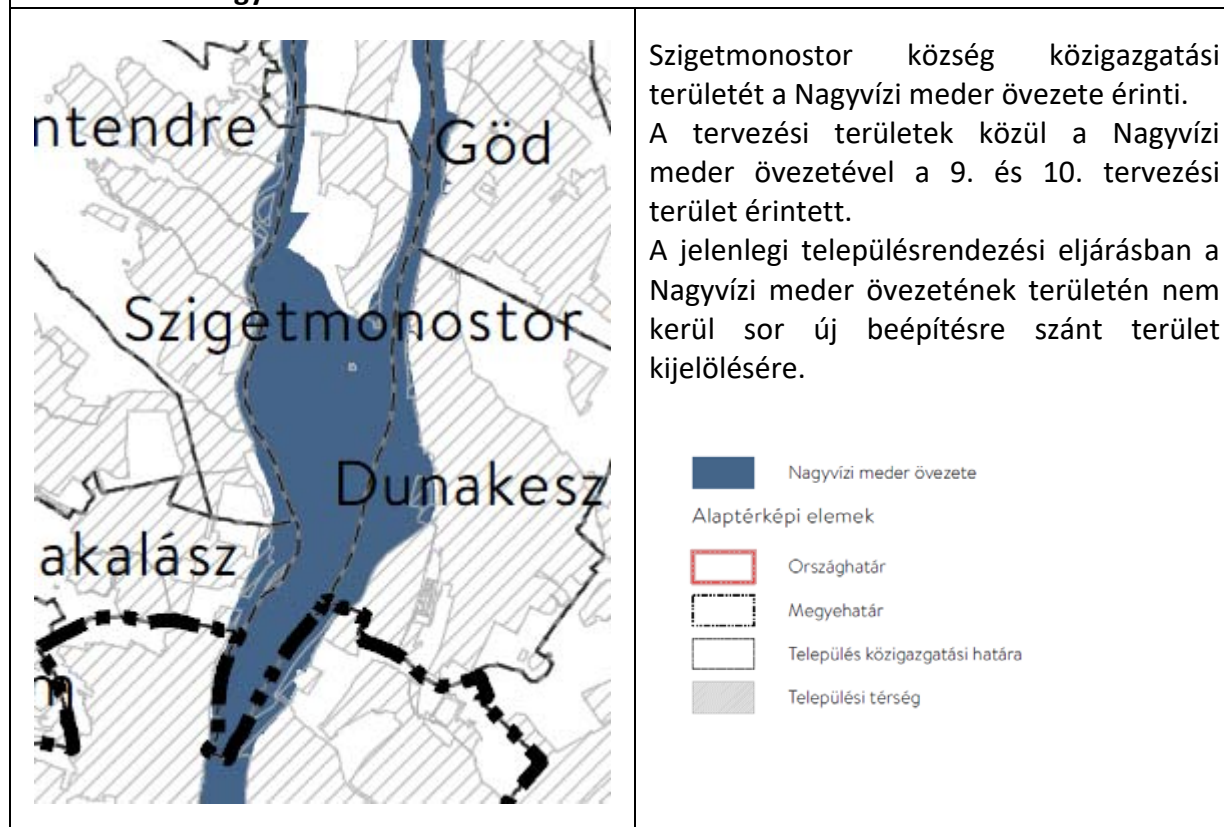 ntendre
Göd
Szigetmonostor
Dunakesz
akalász
Szigetmonostor község közigazgatási
területét a Nagyvízi meder övezete érinti.
A tervezési területek közül a Nagyvízi
meder övezetével a 9. és 10. tervezési
terület érintett.
A jelenlegi településrendezési eljárásban a
Nagyvízi meder övezetének területén nem
kerül sor új beépítésre szánt terület
kijelölésére.
Nagyvízi meder övezete
Alaptérképi elemek
Országhatár
Megyehatár
Település közigazgatási határa
Települési térség